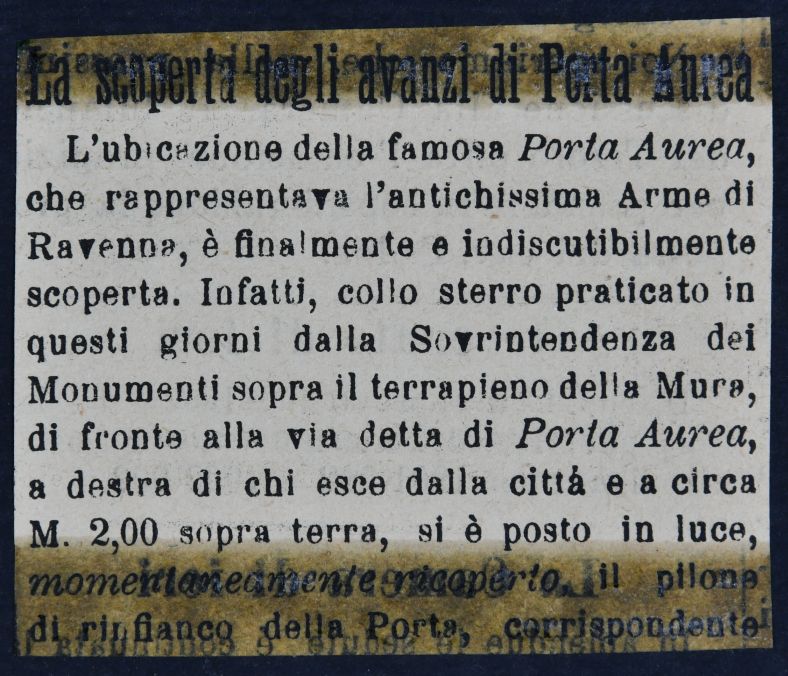 La scoperta degli avanzi di Porta Aurea
L'ubicazione della famosa Porta Aurea,
che rappresentava l'antichissima Arme di
Ravenna, è finalmente e indiscutibilmente
scoperta. Infatti, collo sterro praticato in
questi giorni dalla Sovrintendenza dei
Monumenti sopra il terrapieno della Mura,
di fronte alla via detta di Porta Aurea,
a destra di chi esce dalla città e a circa
M. 2,00 sopra terra, si è posto in luce,
momentaneamente ricoperto, il pilone
di rinfianco della Porta, corrispondente